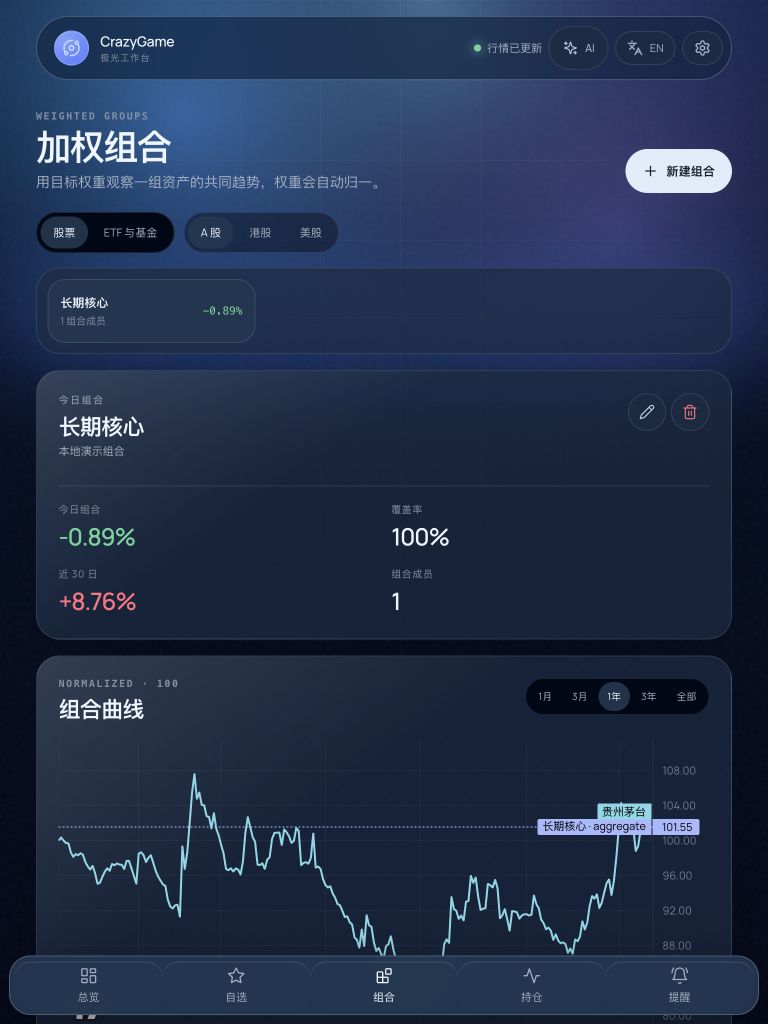 CrazyGame
极光工作台
行情已更新
AI
EN
WEIGHTED GROUPS
加权组合
用目标权重观察一组资产的共同趋势，权重会自动归一。
新建组合
股票
ETF 与基金
A 股
港股
美股
长期核心
1 组合成员
-0.89%
今日组合
长期核心
本地演示组合
今日组合
-0.89%
覆盖率
100%
近 30 日
+8.76%
组合成员
1
NORMALIZED · 100
组合曲线
1月
3月
1年
3年
全部
108.00
104.00
贵州茅台
长期核心 · aggregate
101.55
100.00
96.00
92.00
88.00
总览
自选
组合
持仓
提醒
80.00